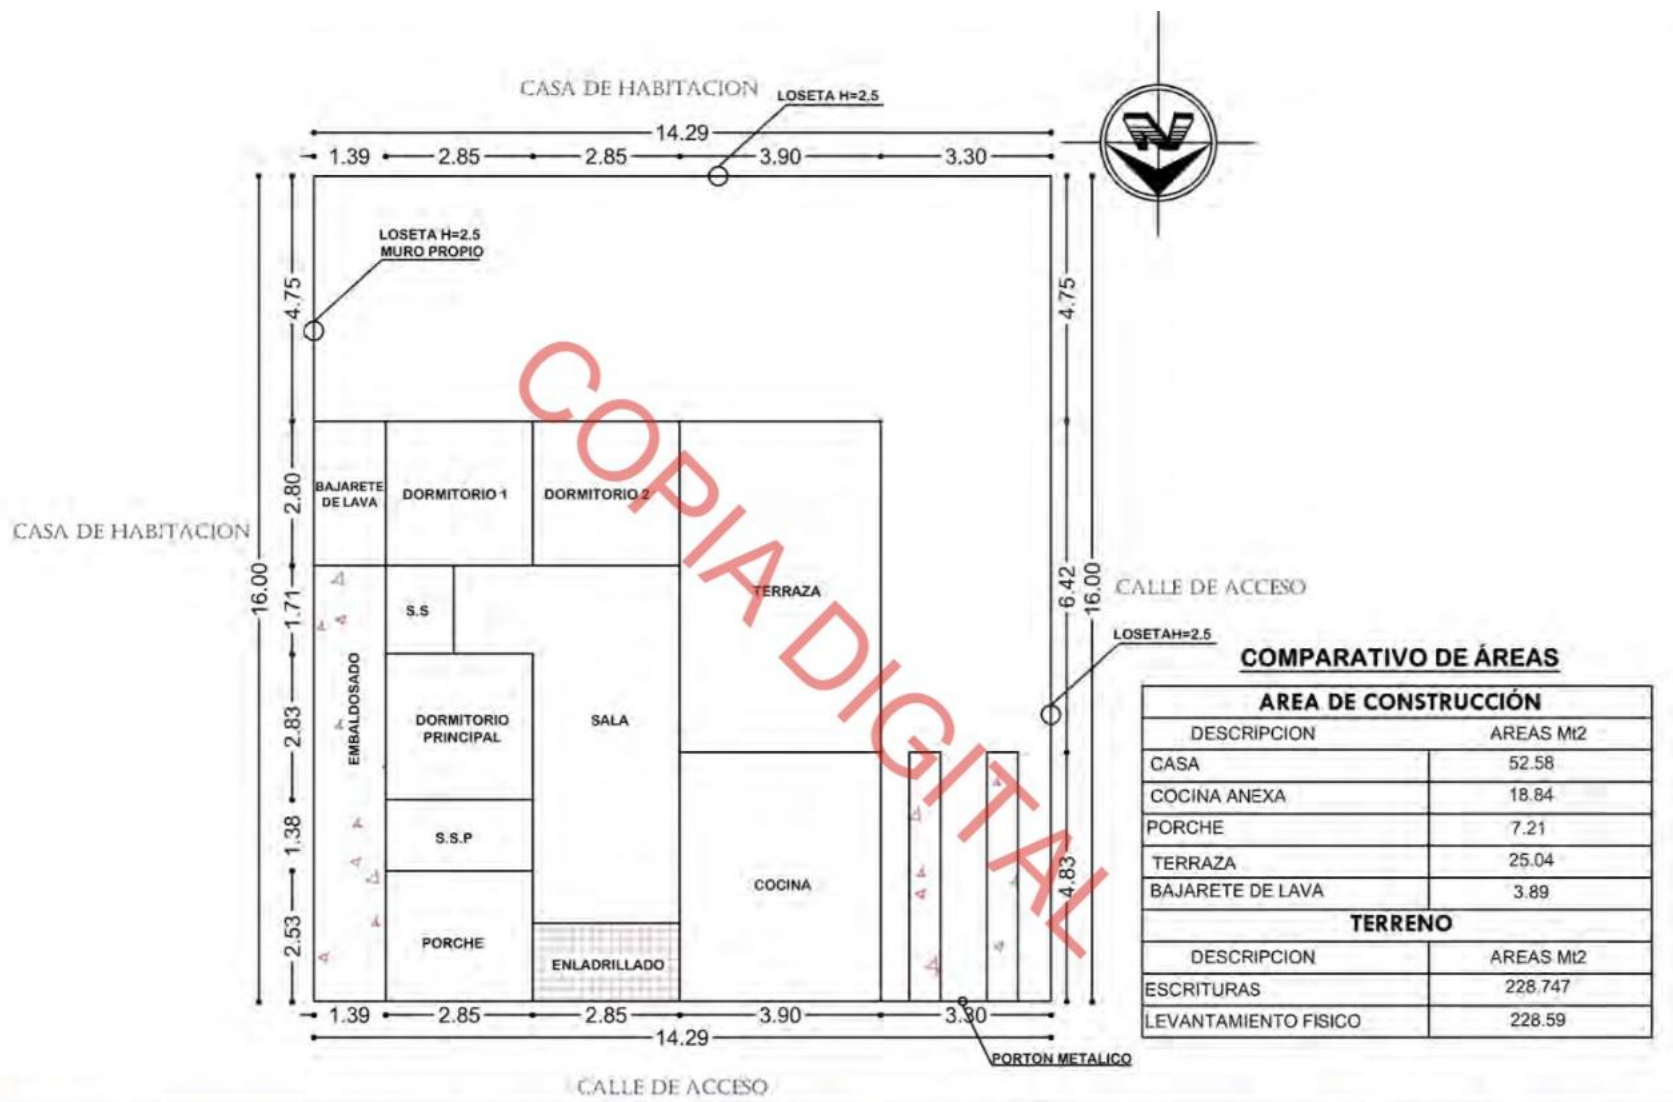 CASA DE HABITACION
LOSETA H=2.5
14.29
1.39 2.85 2.85 3.90 3.30
N
LOSETA H=2.5
MURO PROPIO
4.75
4.75
CASA DE HABITACION
16.00
2.80
BAJARETE
DE LAVA
DORMITORIO 1
DORMITORIO 2
TERRAZA
1.71
S.S
6.42
16.00
CALLE DE ACCESO
LOSETAH=2.5
EMBALDOSADO
2.83
DORMITORIO
PRINCIPAL
SALA
1.38
S.S.P
COCINA
4.83
2.53
PORCHE
ENLADRILLADO
1.39 2.85 2.85 3.90 3.30
14.29
PORTON METALICO
CALLE DE ACCESO
COPIA DIGITAL
COMPARATIVO DE ÁREAS
AREA DE CONSTRUCCIÓN
DESCRIPCION AREAS Mt2
CASA 52.58
COCINA ANEXA 18.84
PORCHE 7.21
TERRAZA 25.04
BAJARETE DE LAVA 3.89
TERRENO
DESCRIPCION AREAS Mt2
ESCRITURAS 228.747
LEVANTAMIENTO FISICO 228.59